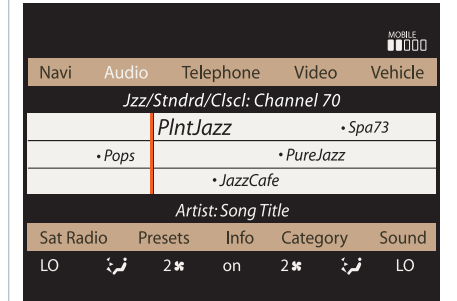 MOBILE
Navi Audio Telephone Video Vehicle
Jzz/Stndrd/Clscl: Channel 70
PlntJazz • Spa73
• Pops • PureJazz
• JazzCafe
Artist: Song Title
Sat Radio Presets Info Category Sound
LO 2 on 2 LO